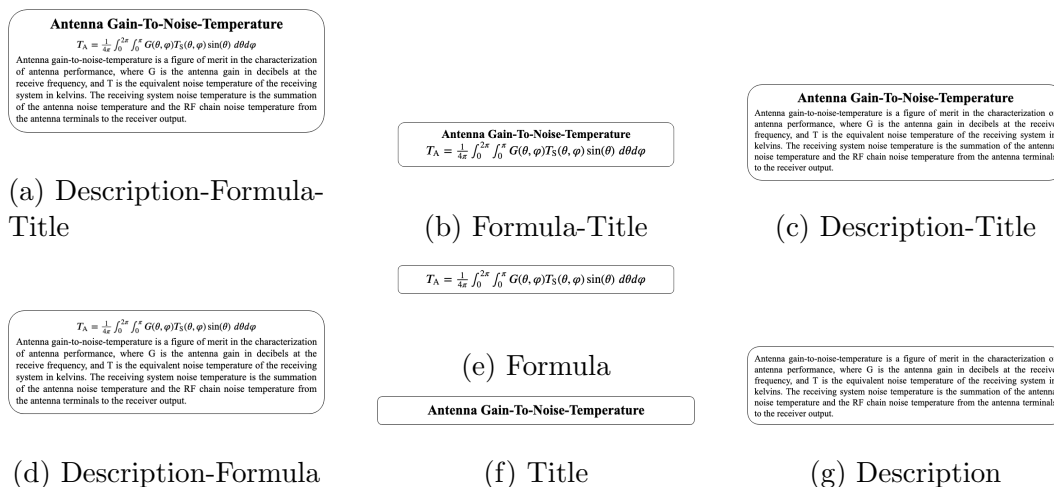 Antenna Gain-To-Noise-Temperature
T_A = \frac{1}{4π} ∫_0^{2π} ∫_0^π G(θ, φ)T_S(θ, φ) sin(θ) dθdφ
Antenna gain-to-noise-temperature is a figure of merit in the characterization
of antenna performance, where G is the antenna gain in decibels at the
receive frequency, and T is the equivalent noise temperature of the receiving
system in kelvins. The receiving system noise temperature is the summation
of the antenna noise temperature and the RF chain noise temperature from
the antenna terminals to the receiver output.
(a) Description-Formula-
Title
Antenna Gain-To-Noise-Temperature
T_A = \frac{1}{4π} ∫_0^{2π} ∫_0^π G(θ, φ)T_S(θ, φ) sin(θ) dθdφ
(b) Formula-Title
Antenna Gain-To-Noise-Temperature
Antenna gain-to-noise-temperature is a figure of merit in the characterization o
antenna performance, where G is the antenna gain in decibels at the receive
frequency, and T is the equivalent noise temperature of the receiving system in
kelvins. The receiving system noise temperature is the summation of the antenna
noise temperature and the RF chain noise temperature from the antenna terminals
to the receiver output.
(c) Description-Title
T_A = \frac{1}{4π} ∫_0^{2π} ∫_0^π G(θ, φ)T_S(θ, φ) sin(θ) dθdφ
Antenna gain-to-noise-temperature is a figure of merit in the characterization
of antenna performance, where G is the antenna gain in decibels at the
receive frequency, and T is the equivalent noise temperature of the receiving
system in kelvins. The receiving system noise temperature is the summation
of the antenna noise temperature and the RF chain noise temperature from
the antenna terminals to the receiver output.
(d) Description-Formula
T_A = \frac{1}{4π} ∫_0^{2π} ∫_0^π G(θ, φ)T_S(θ, φ) sin(θ) dθdφ
(e) Formula
Antenna Gain-To-Noise-Temperature
(f) Title
Antenna gain-to-noise-temperature is a figure of merit in the characterization o
antenna performance, where G is the antenna gain in decibels at the receive
frequency, and T is the equivalent noise temperature of the receiving system in
kelvins. The receiving system noise temperature is the summation of the antenna
noise temperature and the RF chain noise temperature from the antenna terminals
to the receiver output.
(g) Description